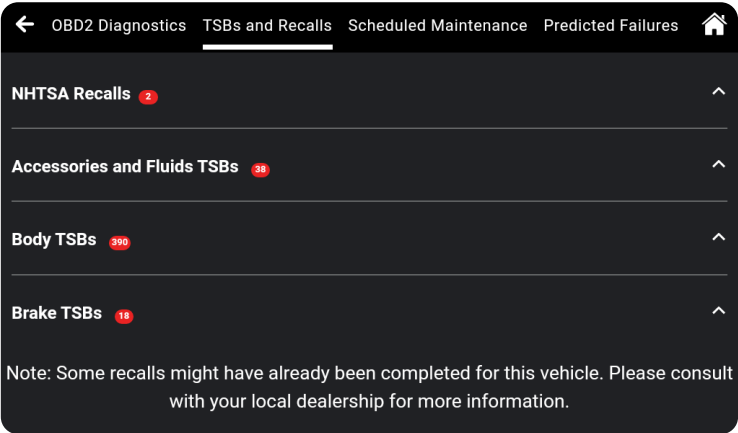 OBD2 Diagnostics TSBs and Recalls Scheduled Maintenance Predicted Failures
NHTSA Recalls 2
Accessories and Fluids TSBs 38
Body TSBs 390
Brake TSBs 18
Note: Some recalls might have already been completed for this vehicle. Please consult
with your local dealership for more information.